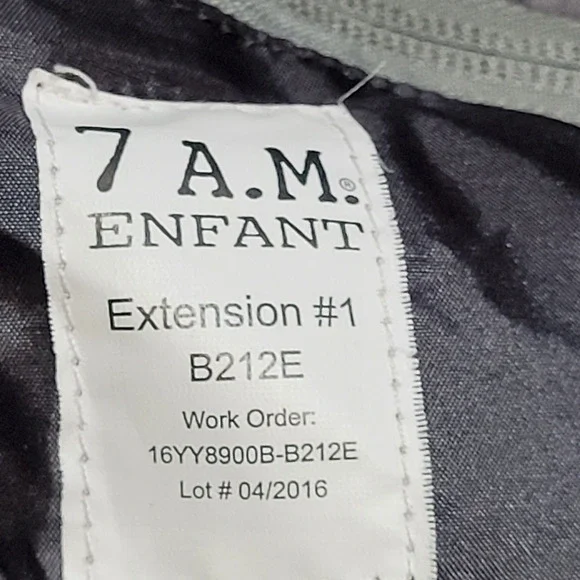 7 A.M.®
ENFANT
Extension #1
B212E
Work Order:
16YY8900B-B212E
Lot # 04/2016